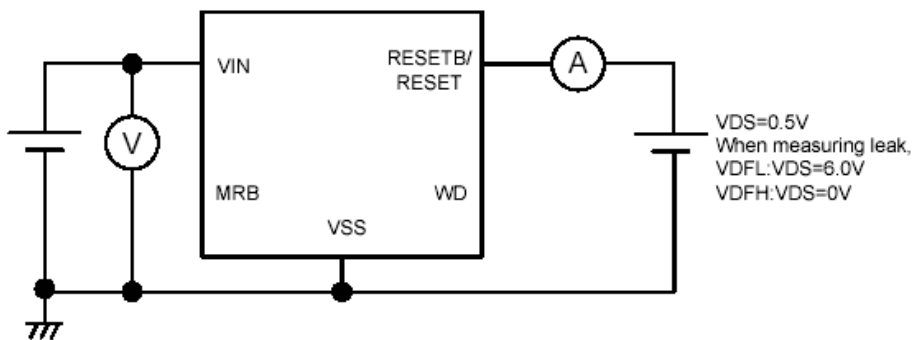 VIN
RESETB/
RESET
A
V
VDS=0.5V
When measuring leak,
VDFL:VDS=6.0V
VDFH:VDS=0V
MRB
WD
VSS